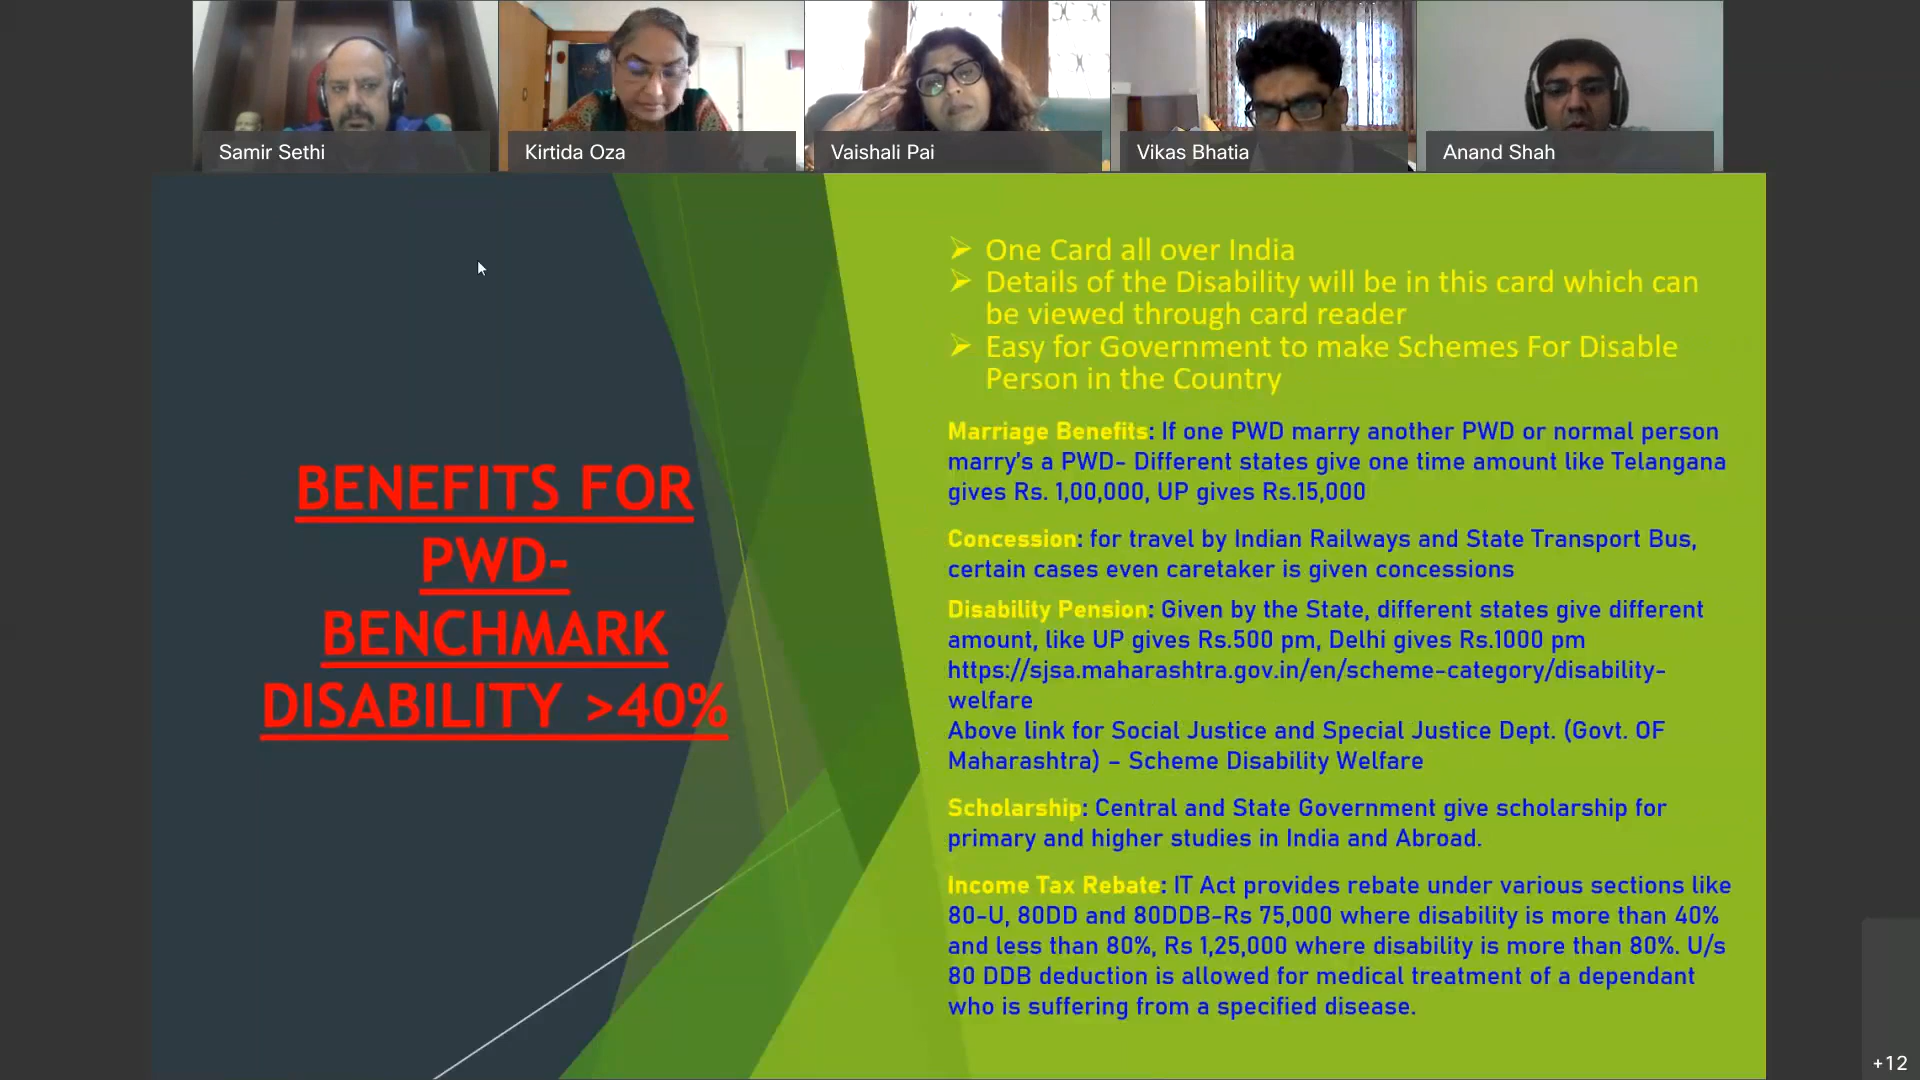 Samir Sethi
Kirtida Oza
Vaishali Pai
Vikas Bhatia
Anand Shah
BENEFITS FOR
PWD-
BENCHMARK
DISABILITY >40%
➢ One Card all over India
➢ Details of the Disability will be in this card which can
be viewed through card reader
➢ Easy for Government to make Schemes For Disable
Person in the Country
Marriage Benefits: If one PWD marry another PWD or normal person
marry's a PWD- Different states give one time amount like Telangana
gives Rs. 1,00,000, UP gives Rs.15,000
Concession: for travel by Indian Railways and State Transport Bus,
certain cases even caretaker is given concessions
Disability Pension: Given by the State, different states give different
amount, like UP gives Rs.500 pm, Delhi gives Rs.1000 pm
https://sjsa.maharashtra.gov.in/en/scheme-category/disability-
welfare
Above link for Social Justice and Special Justice Dept. (Govt. OF
Maharashtra) – Scheme Disability Welfare
Scholarship: Central and State Government give scholarship for
primary and higher studies in India and Abroad.
Income Tax Rebate: IT Act provides rebate under various sections like
80-U, 80DD and 80DDB-Rs 75,000 where disability is more than 40%
and less than 80%, Rs 1,25,000 where disability is more than 80%. U/s
80 DDB deduction is allowed for medical treatment of a dependant
who is suffering from a specified disease.
+12